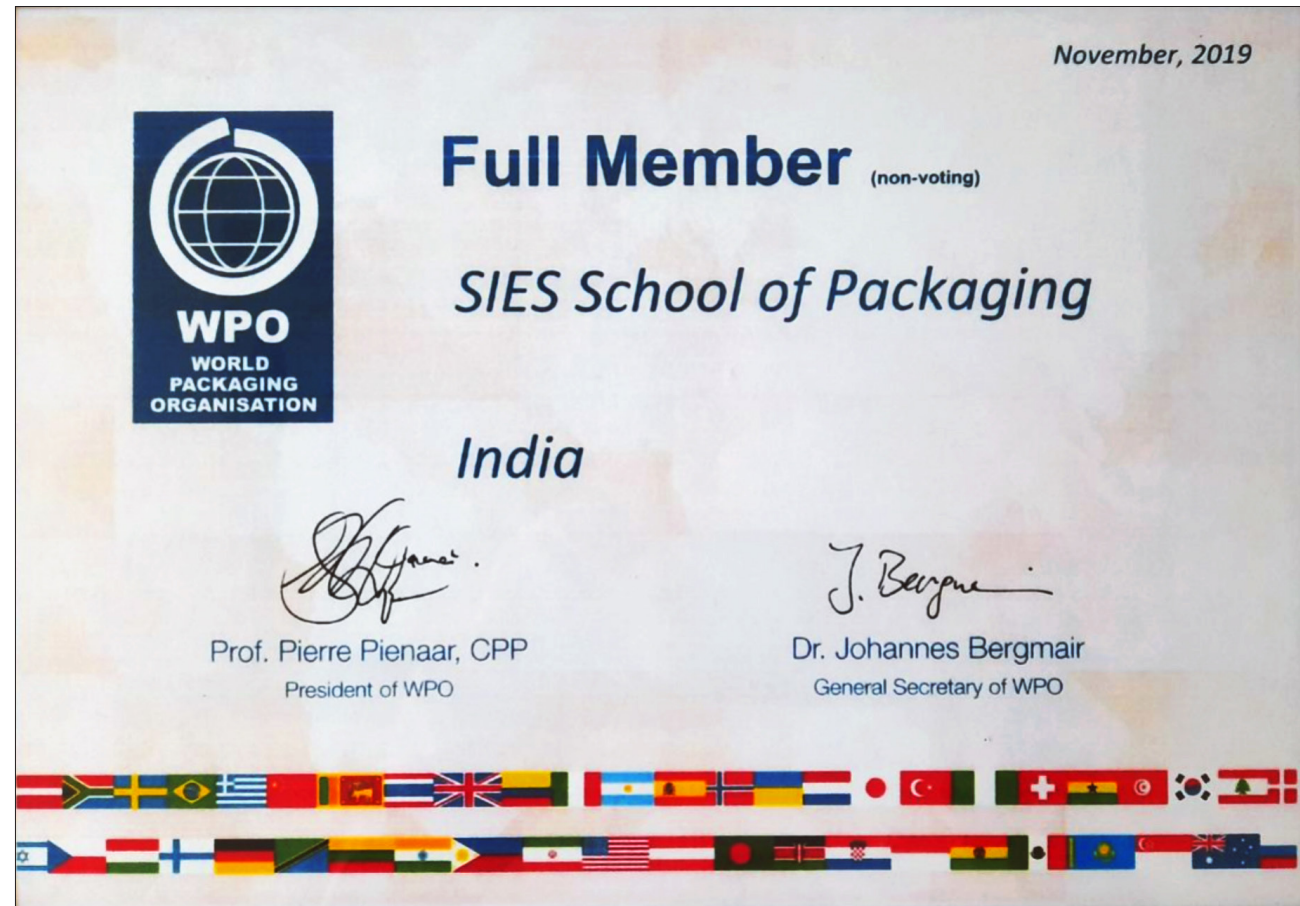 November, 2019
Full Member (non-voting)
WPO
WORLD
PACKAGING
ORGANISATION
SIES School of Packaging
India
J. Bergmair
Prof. Pierre Pienaar, CPP
President of WPO
Dr. Johannes Bergmair
General Secretary of WPO